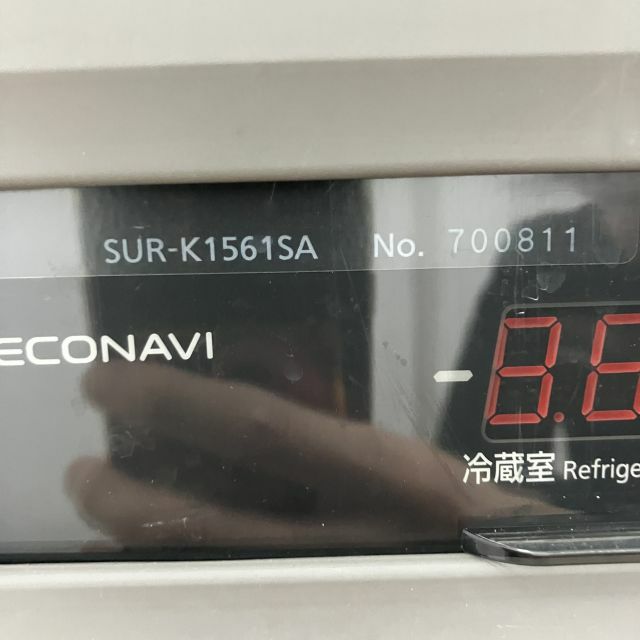 SUR-K1561SA No. 700811
ECONAVI
冷蔵室 Refrige